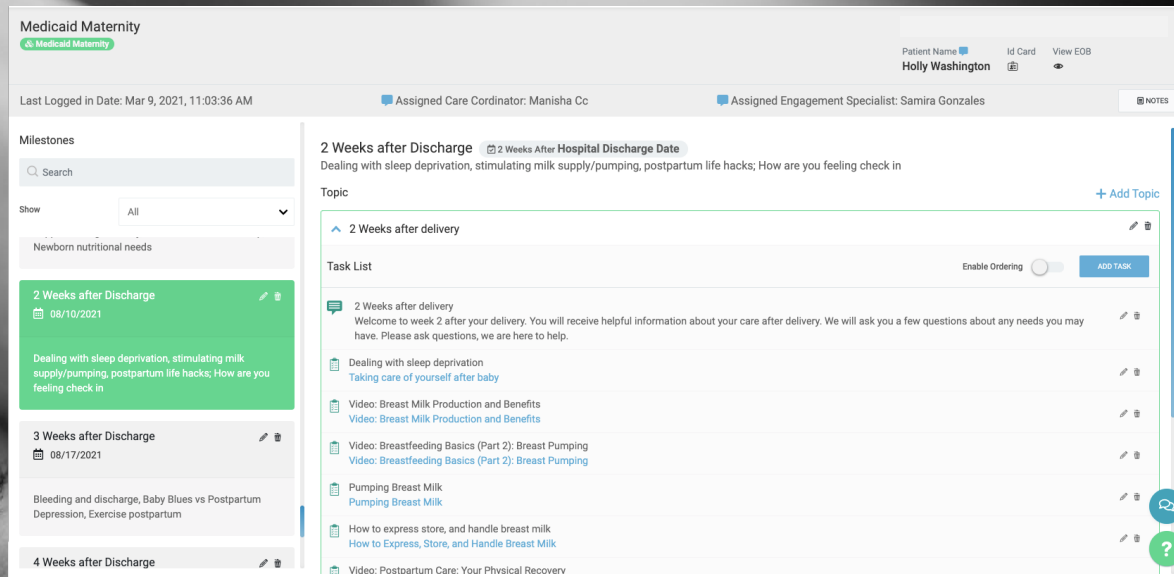 Medicaid Maternity
Medicaid Maternity
Patient Name
Id Card
View EOB
Holly Washington
Last Logged in Date: Mar 9, 2021, 11:03:36 AM
Assigned Care Cordinator: Manisha Cc
Assigned Engagement Specialist: Samira Gonzales
NOTES
Milestones
Search
Show
All
Newborn nutritional needs
2 Weeks after Discharge
08/10/2021
Dealing with sleep deprivation, stimulating milk
supply/pumping, postpartum life hacks; How are you
feeling check in
3 Weeks after Discharge
08/17/2021
Bleeding and discharge, Baby Blues vs Postpartum
Depression, Exercise postpartum
4 Weeks after Discharge
2 Weeks after Discharge
2 Weeks After Hospital Discharge Date
Dealing with sleep deprivation, stimulating milk supply/pumping, postpartum life hacks; How are you feeling check in
Topic
+ Add Topic
2 Weeks after delivery
Task List
Enable Ordering
ADD TASK
2 Weeks after delivery
Welcome to week 2 after your delivery. You will receive helpful information about your care after delivery. We will ask you a few questions about any needs you may
have. Please ask questions, we are here to help.
Dealing with sleep deprivation
Taking care of yourself after baby
Video: Breast Milk Production and Benefits
Video: Breast Milk Production and Benefits
Video: Breastfeeding Basics (Part 2): Breast Pumping
Video: Breastfeeding Basics (Part 2): Breast Pumping
Pumping Breast Milk
Pumping Breast Milk
How to express store, and handle breast milk
How to Express, Store, and Handle Breast Milk
Video: Postpartum Care: Your Physical Recovery
?